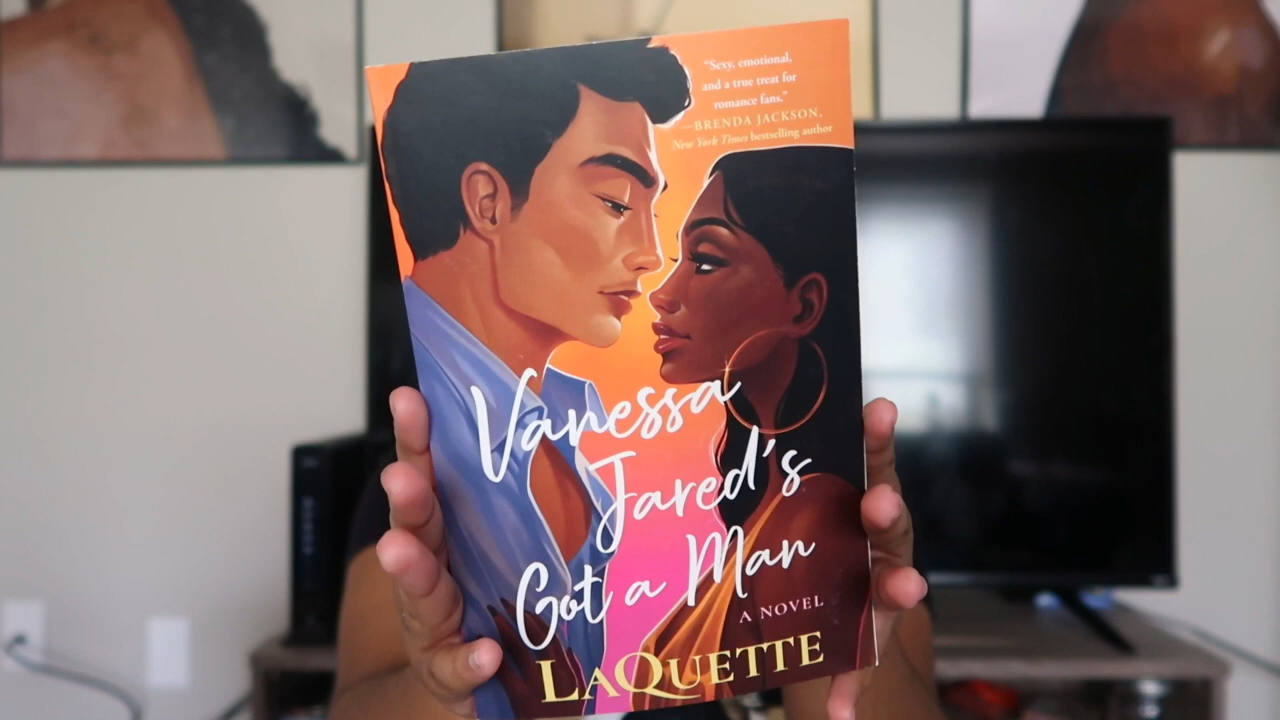 “Sexy, emotional,
and a true treat for
romance fans.”
—BRENDA JACKSON,
New York Times bestselling author
Vanessa
Jared’s
Got a Man
A NOVEL
LAQUETTE